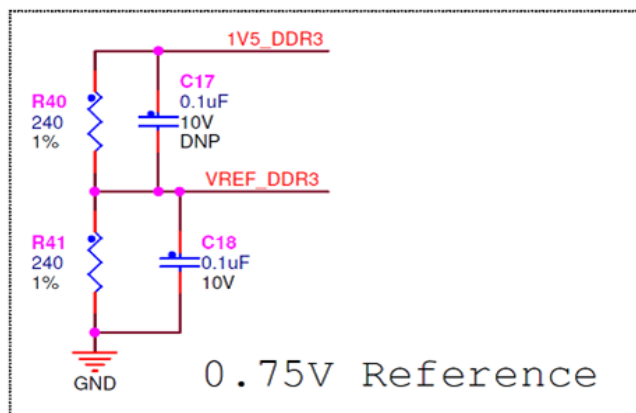 1V5_DDR3
C17
0.1uF
10V
DNP
R40
240
1%
VREF_DDR3
R41
240
1%
C18
0.1uF
10V
GND
0.75V Reference